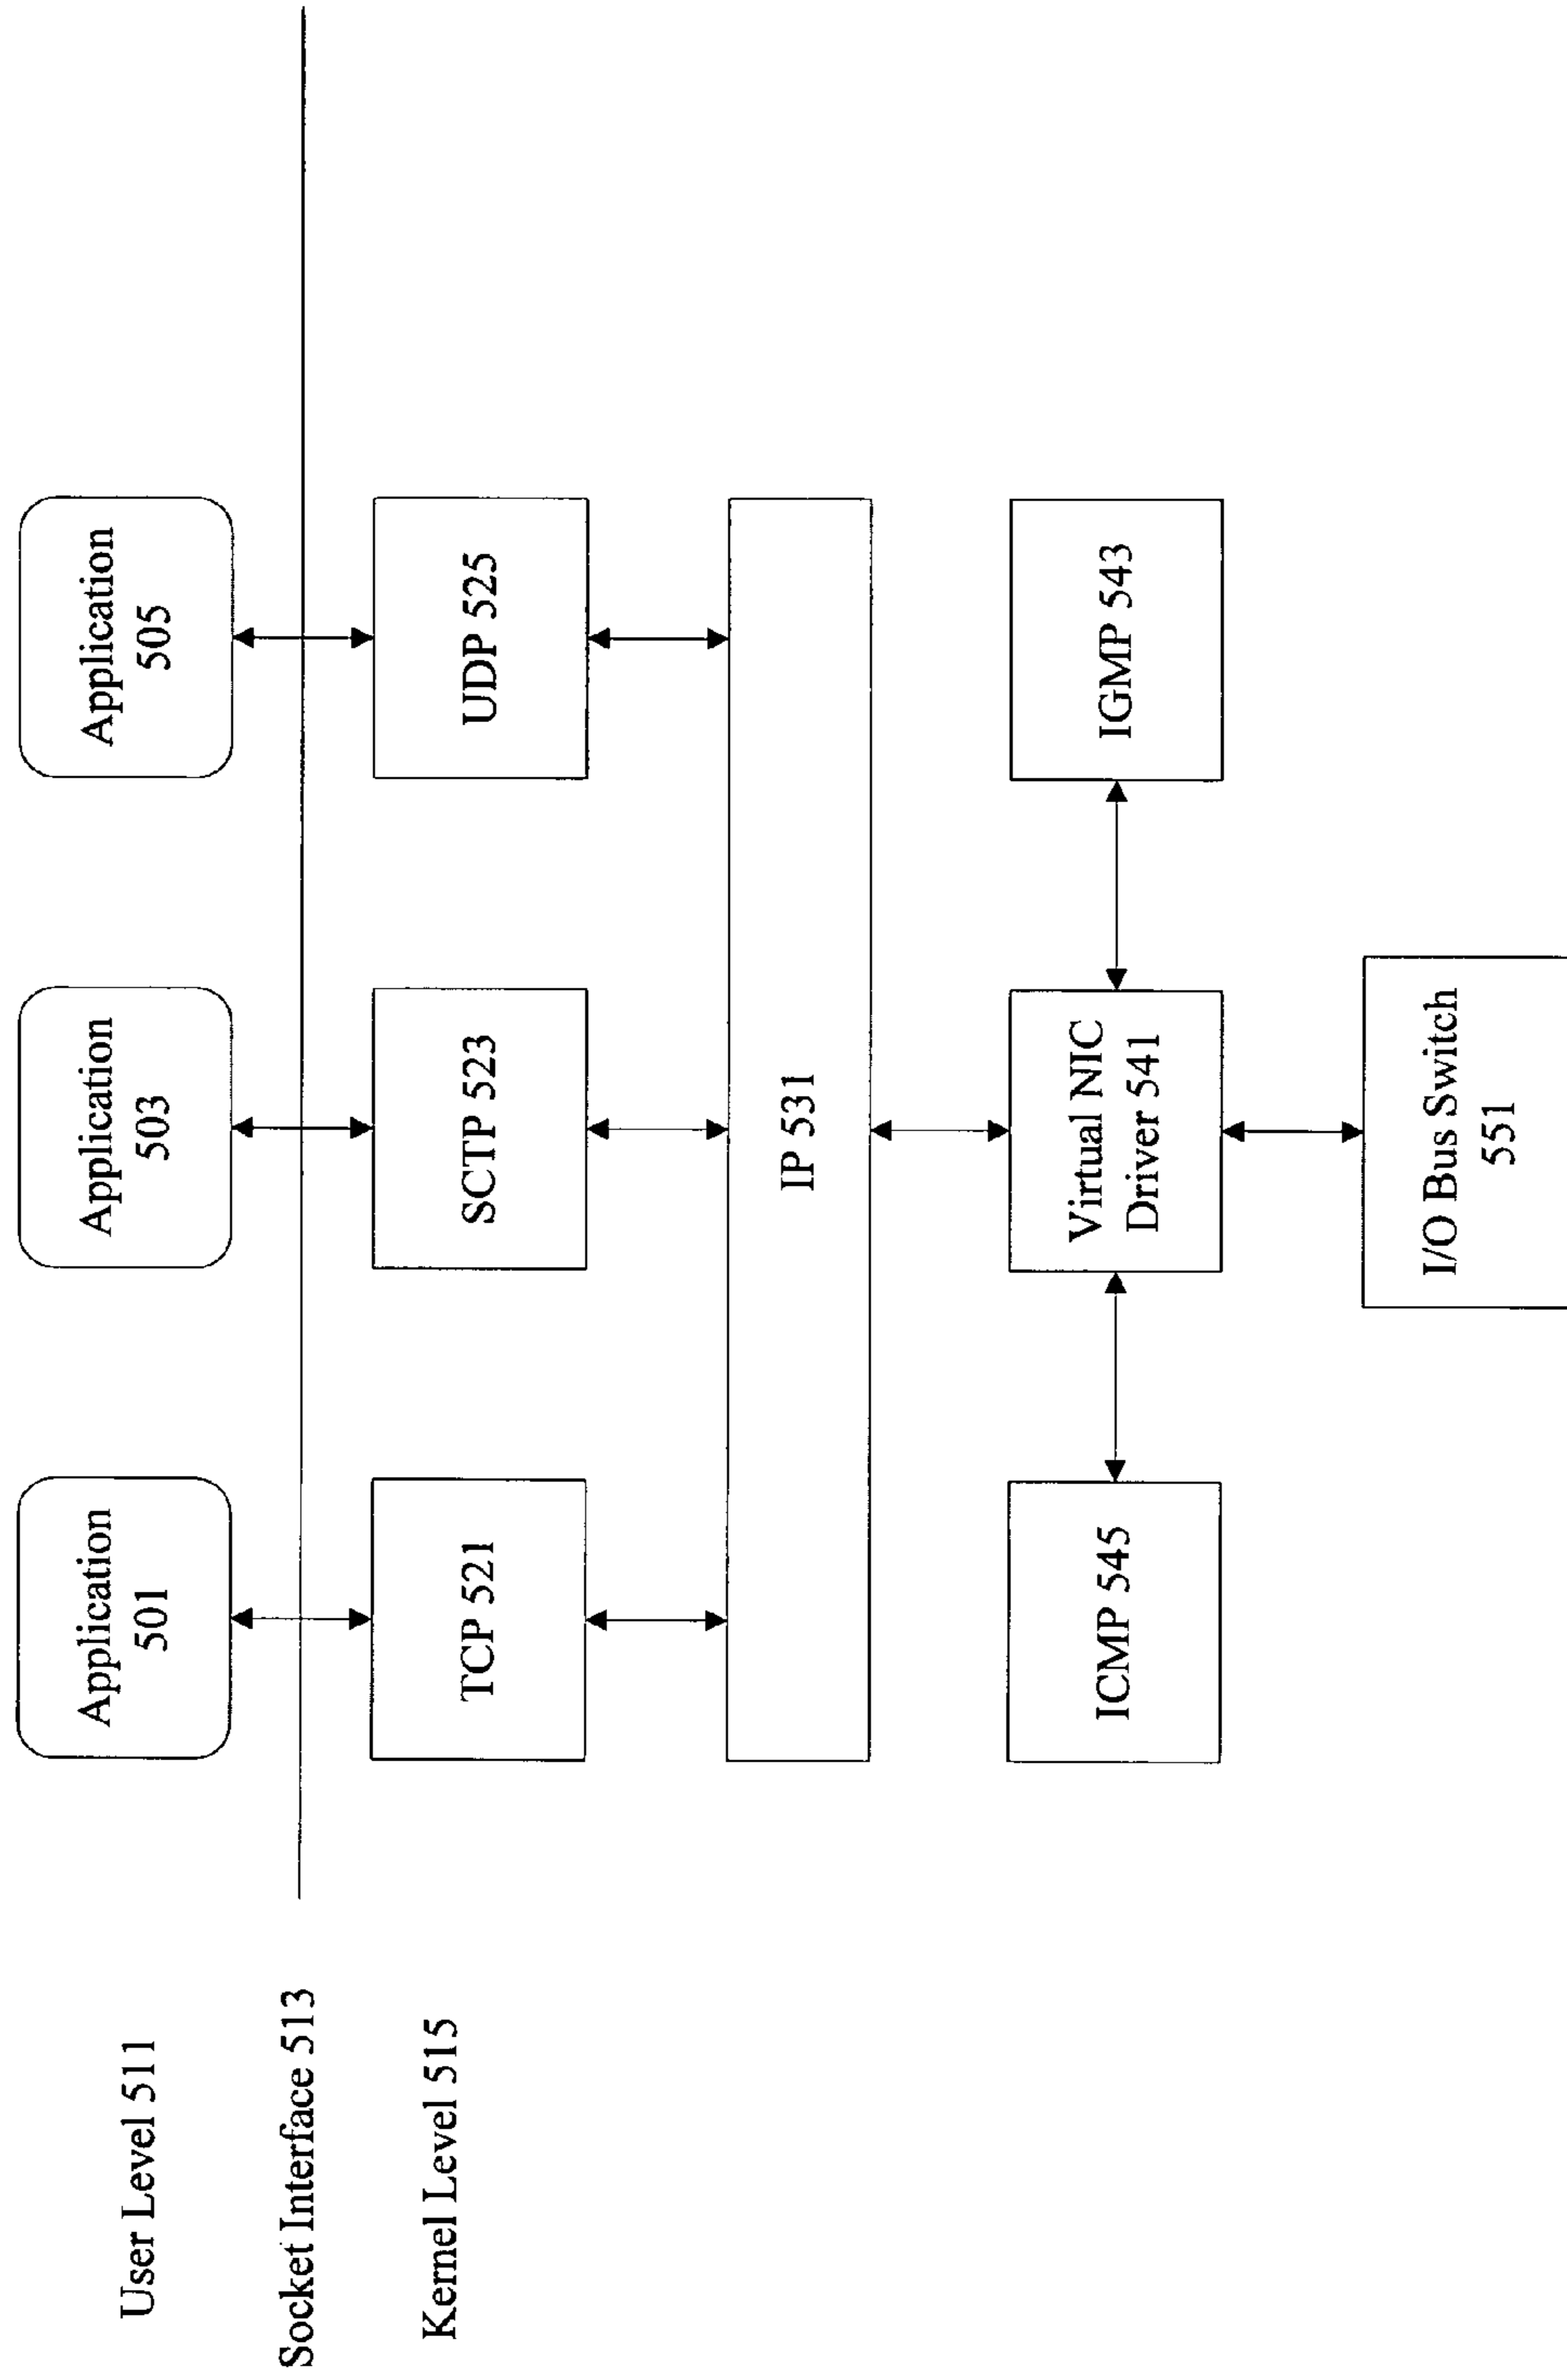 User Level 511
Application
501
Application
503
Application
505
Socket Interface 513
Kernel Level 515
TCP 521
SCTP 523
UDP 525
IP 531
ICMP 545
Virtual NIC
Driver 541
IGMP 543
I/O Bus Switch
551